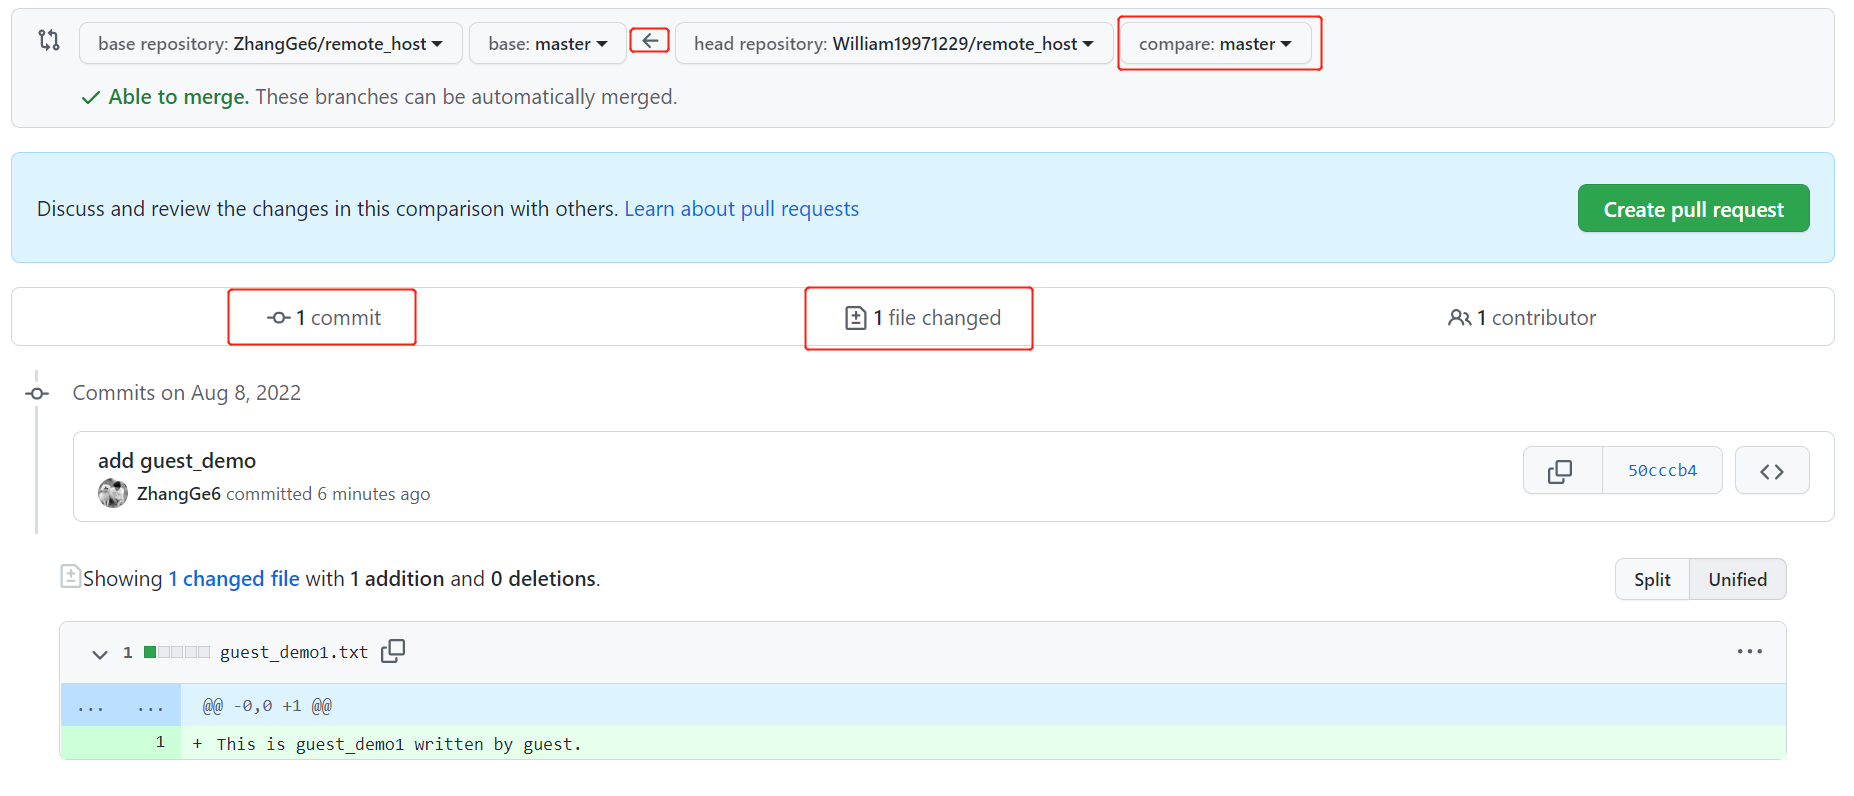 base repository: ZhangGe6/remote_host base: master ← head repository: William19971229/remote_host compare: master
Able to merge. These branches can be automatically merged.
Discuss and review the changes in this comparison with others. Learn about pull requests Create pull request
1 commit 1 file changed 1 contributor
Commits on Aug 8, 2022
add guest_demo
ZhangGe6 committed 6 minutes ago
50cccb4
Showing 1 changed file with 1 addition and 0 deletions. Split Unified
1 guest_demo1.txt ...
... ... @@ -0,0 +1 @@
1 + This is guest_demo1 written by guest.